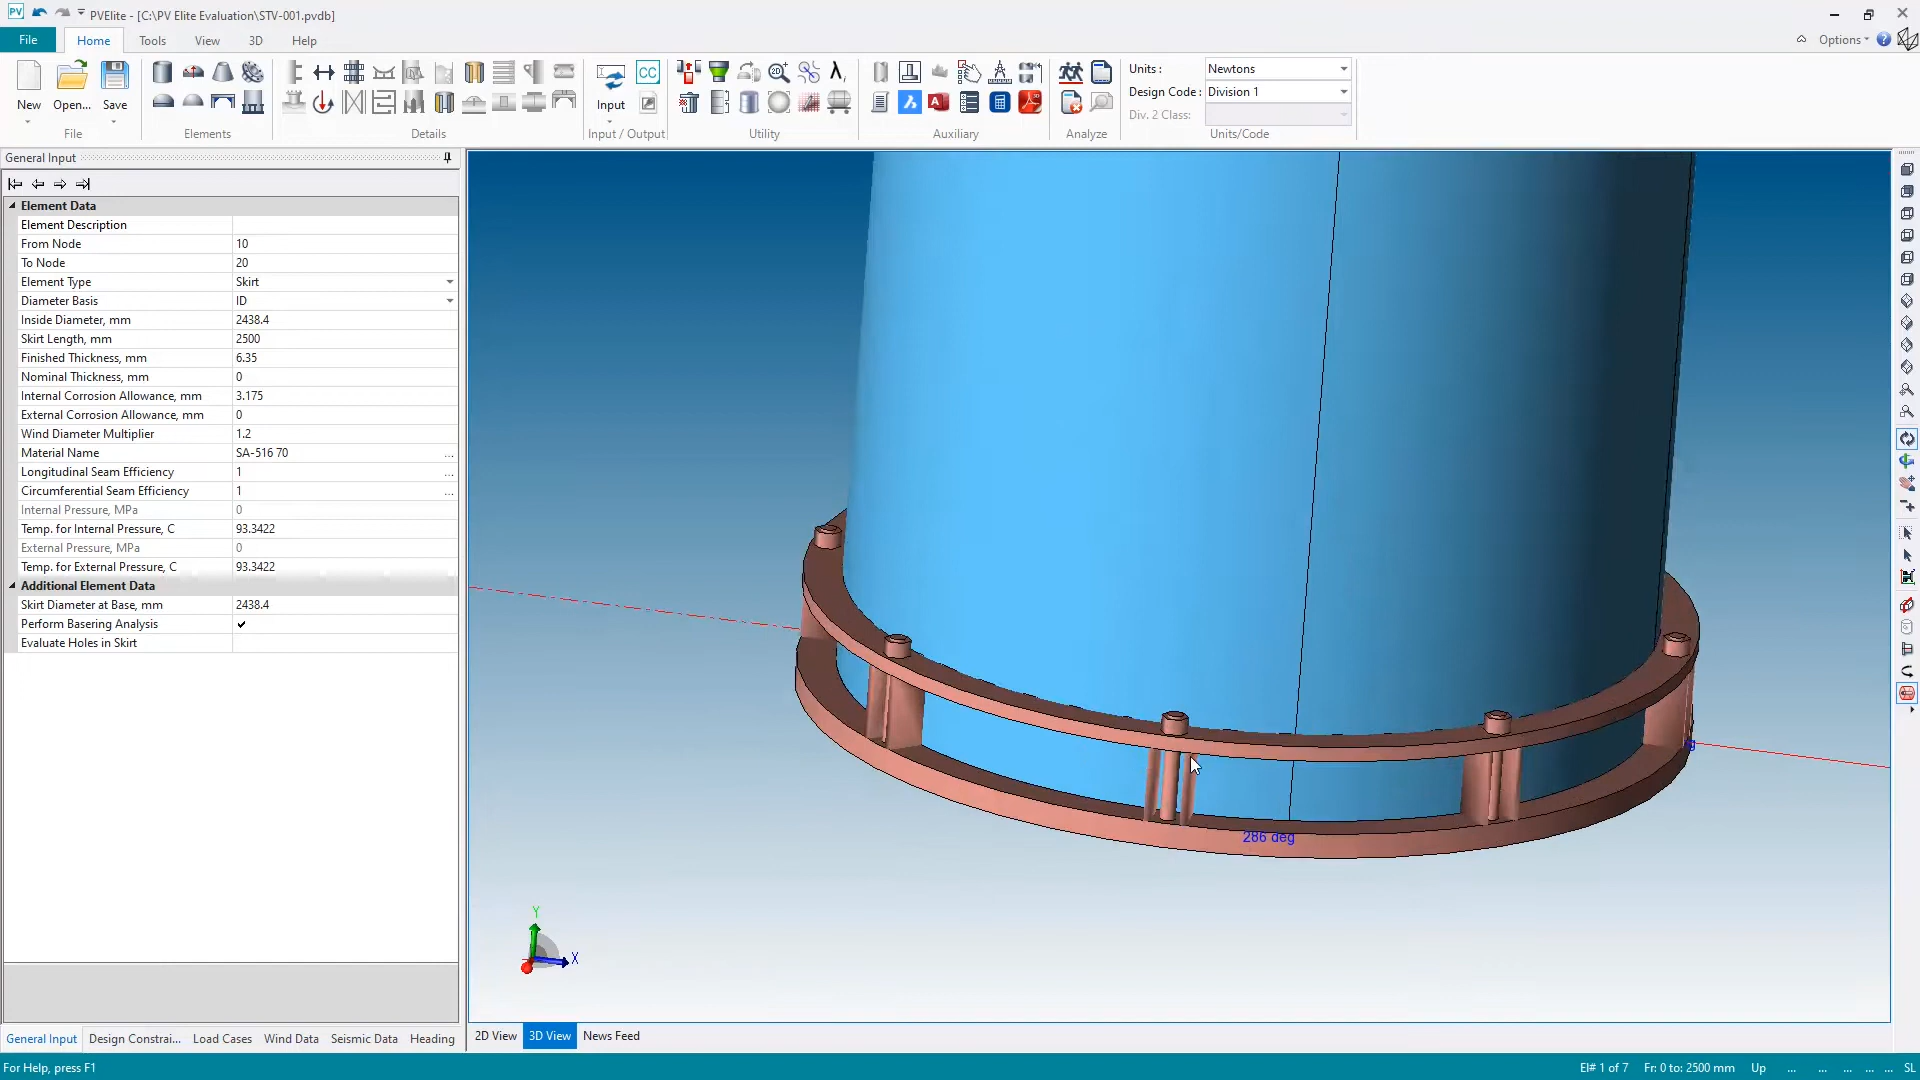 PV PVElite - [C:\PV Elite Evaluation\STV-001.pvdb]
File Home Tools View 3D Help Options
New Open... Save Input CC
File Elements Details Input / Output Utility Auxiliary Analyze Units/Code
Units : Newtons
Design Code : Division 1
Div. 2 Class:
General Input
Element Data
Element Description
From Node 10
To Node 20
Element Type Skirt
Diameter Basis ID
Inside Diameter, mm 2438.4
Skirt Length, mm 2500
Finished Thickness, mm 6.35
Nominal Thickness, mm 0
Internal Corrosion Allowance, mm 3.175
External Corrosion Allowance, mm 0
Wind Diameter Multiplier 1.2
Material Name SA-516 70 ...
Longitudinal Seam Efficiency 1 ...
Circumferential Seam Efficiency 1 ...
Internal Pressure, MPa 0
Temp. for Internal Pressure, C 93.3422
External Pressure, MPa 0
Temp. for External Pressure, C 93.3422
Additional Element Data
Skirt Diameter at Base, mm 2438.4
Perform Basering Analysis ✓
Evaluate Holes in Skirt
286 deg
Y
X
General Input Design Constrai... Load Cases Wind Data Seismic Data Heading
2D View 3D View News Feed
For Help, press F1
El# 1 of 7 Fr: 0 to: 2500 mm Up ... ... ... ... ... SL